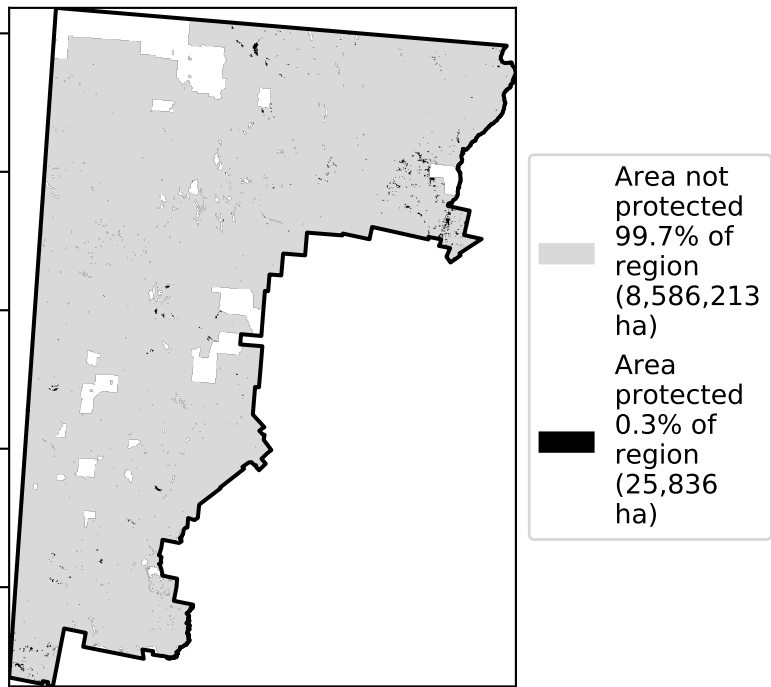 Area not
protected
99.7% of
region
(8,586,213
ha)
Area
protected
0.3% of
region
(25,836
ha)